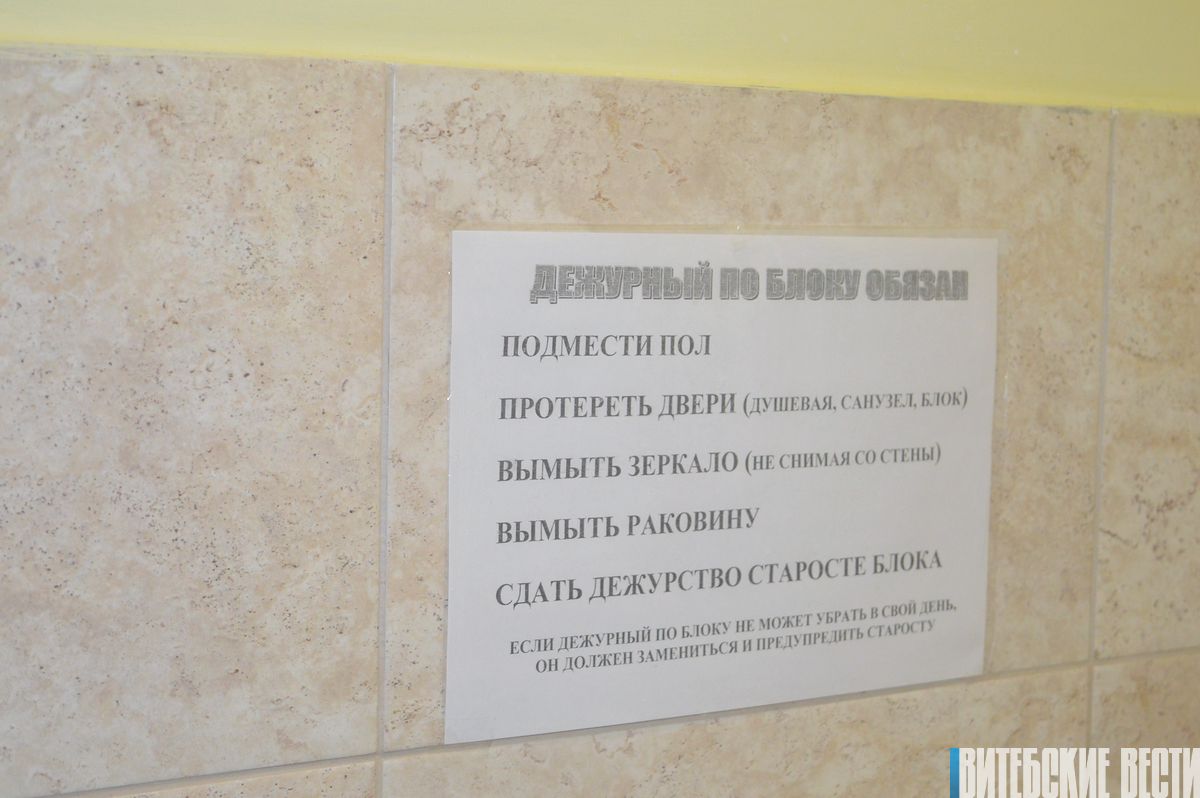 ДЕЖУРНЫЙ ПО БЛОКУ ОБЯЗАН
ПОДМЕСТИ ПОЛ
ПРОТЕРЕТЬ ДВЕРИ (ДУШЕВАЯ, САНУЗЕЛ, БЛОК)
ВЫМЫТЬ ЗЕРКАЛО (НЕ СНИМАЯ СО СТЕНЫ)
ВЫМЫТЬ РАКОВИНУ
СДАТЬ ДЕЖУРСТВО СТАРОСТЕ БЛОКА
ЕСЛИ ДЕЖУРНЫЙ ПО БЛОКУ НЕ МОЖЕТ УБРАТЬ В СВОЙ ДЕНЬ,
ОН ДОЛЖЕН ЗАМЕНИТЬСЯ И ПРЕДУПРЕДИТЬ СТАРОСТУ
ВИТЕБСКИЕ ВЕСТИ